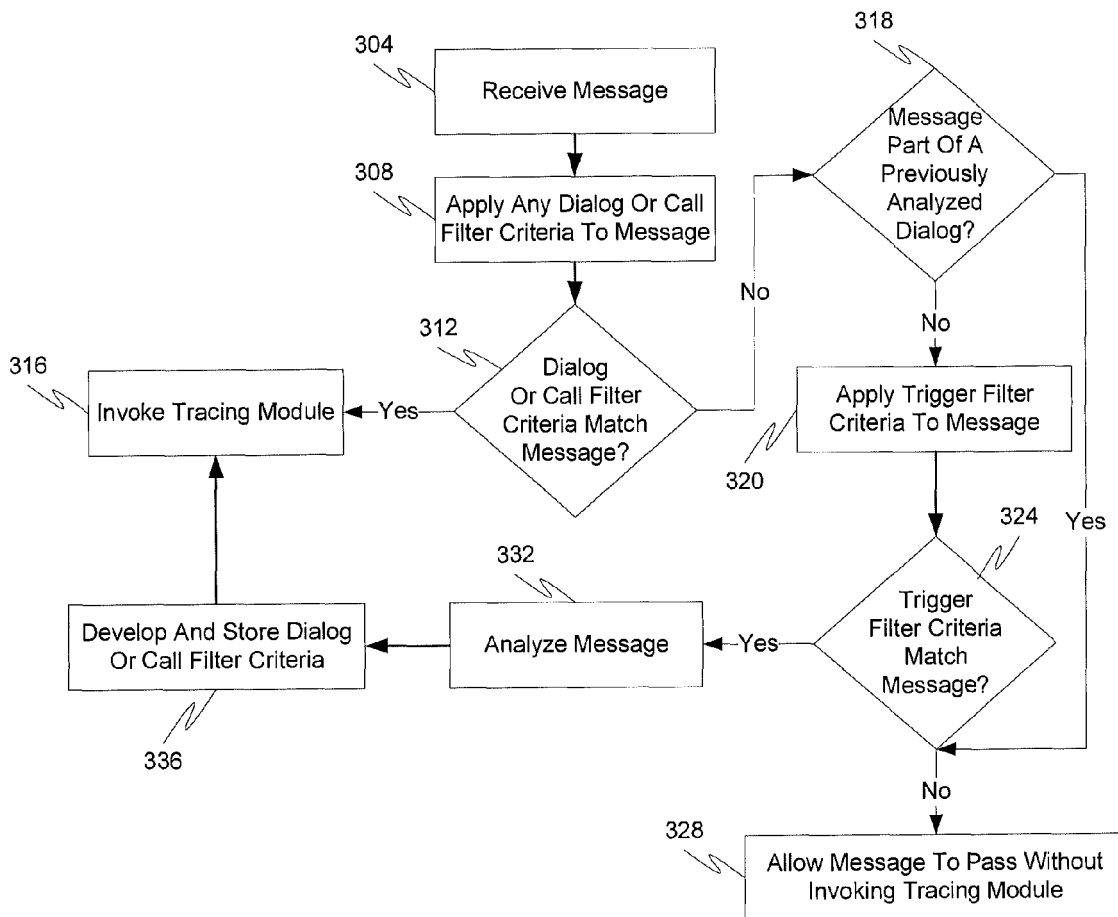 304
Receive Message
308
Apply Any Dialog Or Call
Filter Criteria To Message
312
Dialog
Or Call Filter
Criteria Match
Message?
Yes
316
Invoke Tracing Module
No
318
Message
Part Of A
Previously
Analyzed
Dialog?
No
Yes
Apply Trigger Filter
Criteria To Message
320
324
Trigger
Filter Criteria
Match
Message?
Yes
332
Analyze Message
Develop And Store Dialog
Or Call Filter Criteria
336
No
328
Allow Message To Pass Without
Invoking Tracing Module